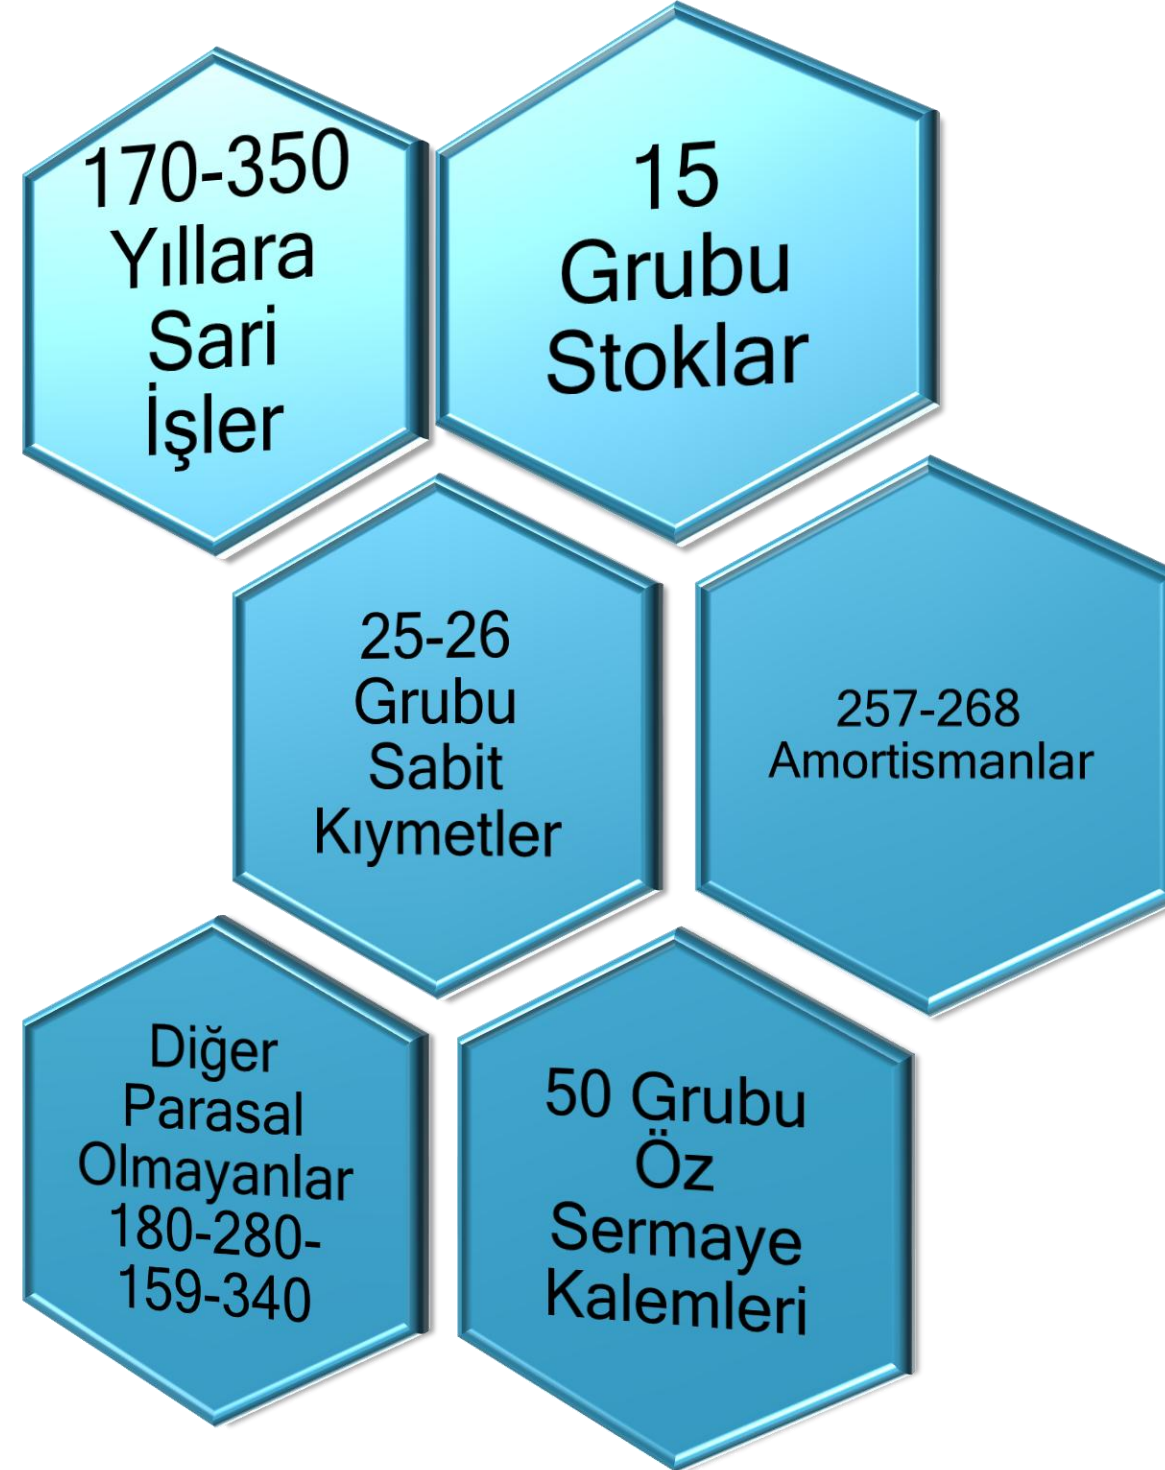 170-350
Yıllara
Sari
İşler
15
Grubu
Stoklar
25-26
Grubu
Sabit
Kıymetler
257-268
Amortismanlar
Diğer
Parasal
Olmayanlar
180-280-
159-340
50 Grubu
Öz
Sermaye
Kalemleri